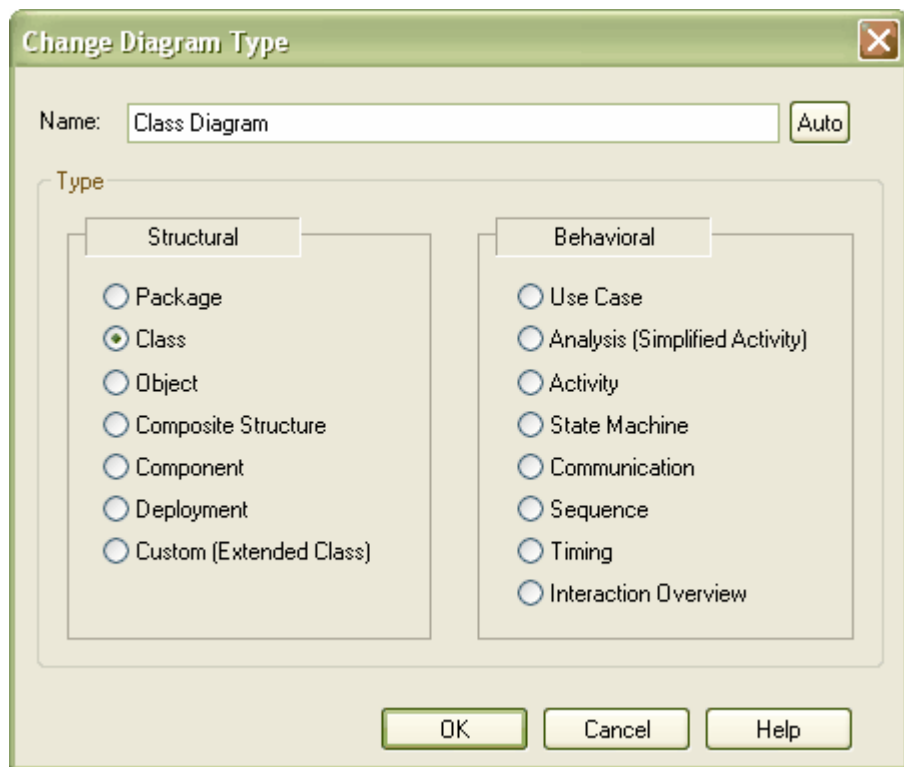 Change Diagram Type
Name: Class Diagram Auto
Type
Structural
Package
Class
Object
Composite Structure
Component
Deployment
Custom (Extended Class)
Behavioral
Use Case
Analysis (Simplified Activity)
Activity
State Machine
Communication
Sequence
Timing
Interaction Overview
OK Cancel Help